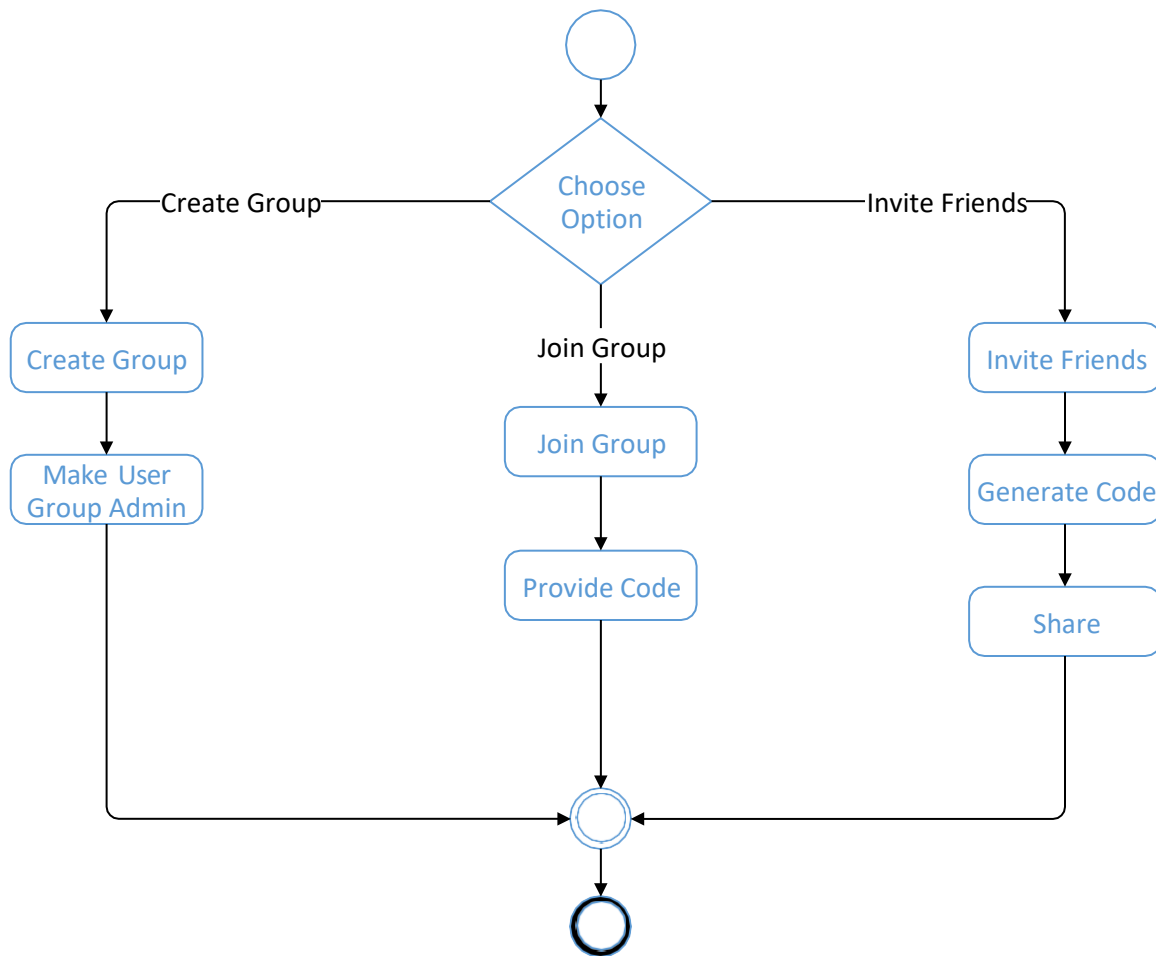 Choose
Option
Create Group
Invite Friends
Join Group
Create Group
Make User
Group Admin
Join Group
Provide Code
Invite Friends
Generate Code
Share